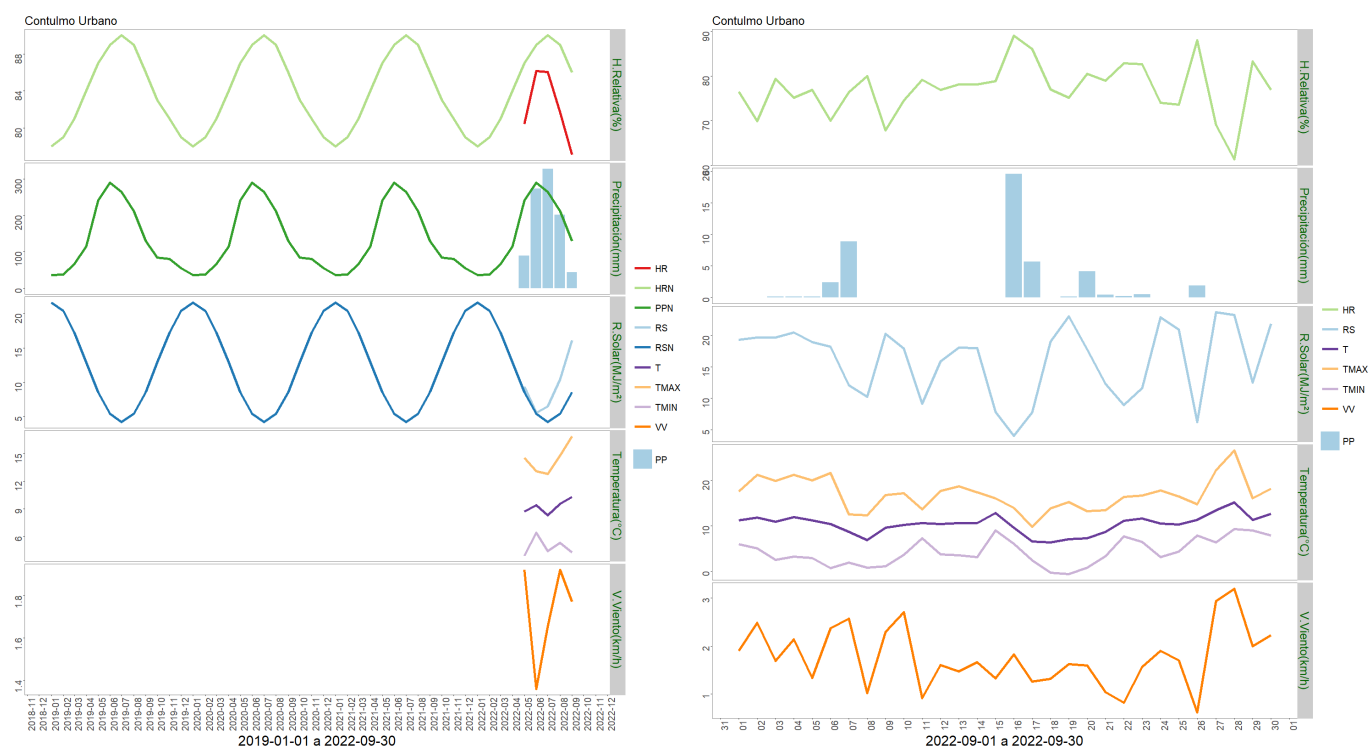 Contulmo Urbano
H.Relativa(%)
88
84
80
Precipitación(mm)
300
200
100
0
R.Solar(MJ/m²)
20
15
10
5
Temperatura(°C)
15
12
9
6
V.Viento(km/h)
1.8
1.6
1.4
2018-11
2018-12
2019-01
2019-02
2019-03
2019-04
2019-05
2019-06
2019-07
2019-08
2019-09
2019-10
2019-11
2019-12
2020-01
2020-02
2020-03
2020-04
2020-05
2020-06
2020-07
2020-08
2020-09
2020-10
2020-11
2020-12
2021-01
2021-02
2021-03
2021-04
2021-05
2021-06
2021-07
2021-08
2021-09
2021-10
2021-11
2021-12
2022-01
2022-02
2022-03
2022-04
2022-05
2022-06
2022-07
2022-08
2022-09
2022-10
2022-11
2022-12
2019-01-01 a 2022-09-30
HR
HRN
PPN
RS
RSN
T
TMAX
TMIN
VV
PP
Contulmo Urbano
H.Relativa(%)
90
80
70
Precipitación(mm)
20
15
10
5
0
R.Solar(MJ/m²)
20
15
10
5
Temperatura(°C)
20
10
0
V.Viento(km/h)
3
2
1
31 01 02 03 04 05 06 07 08 09 10 11 12 13 14 15 16 17 18 19 20 21 22 23 24 25 26 27 28 29 30 01
2022-09-01 a 2022-09-30
HR
RS
T
TMAX
TMIN
VV
PP